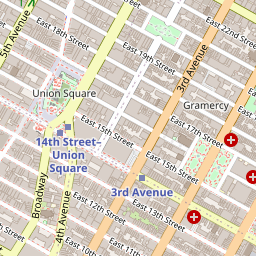 5th Avenue
East 22nd Street
East 18th Street
East 19th Street
3rd Avenue
Union Square
Gramercy
East 15th Street
East 17th Street
14th Street–
Union
Square
East 15th Street
3rd Avenue
Broadway
4th Avenue
East 12th Street
East 13th Street
East 10th